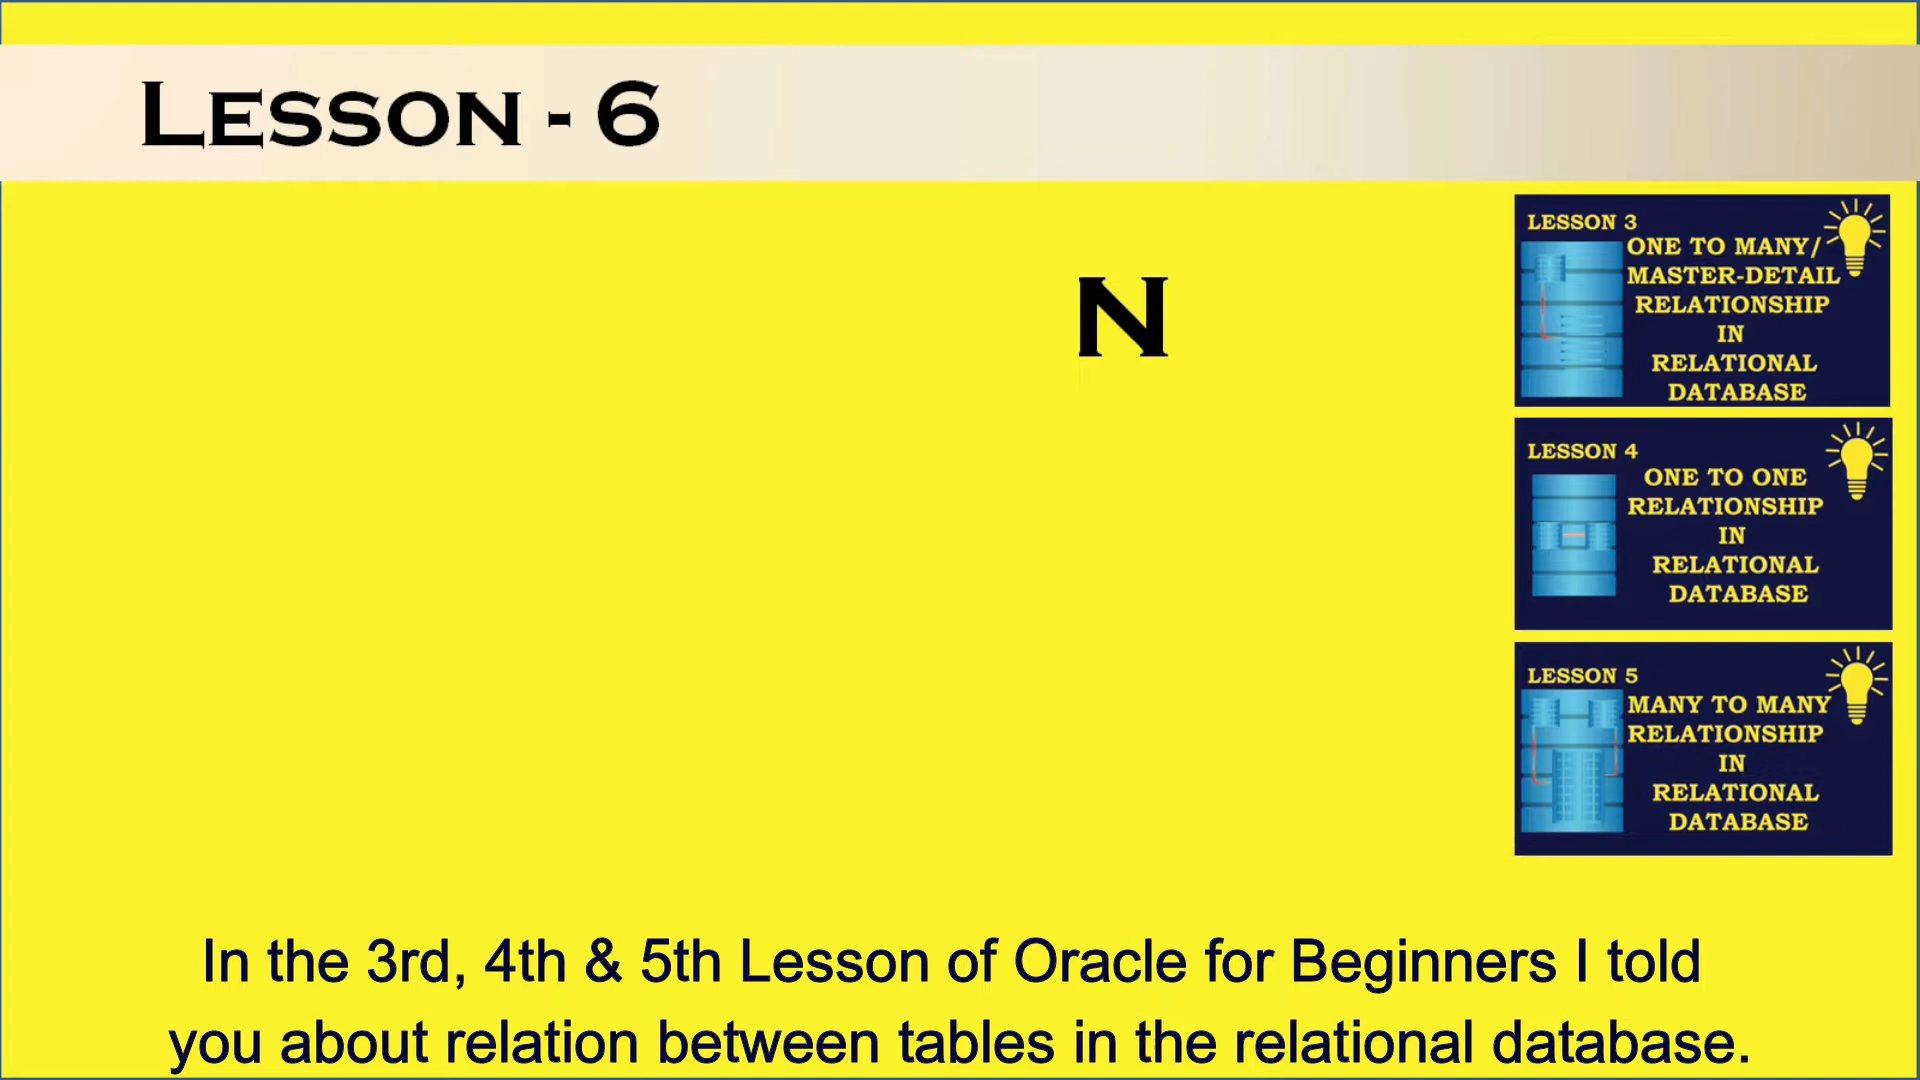 LESSON - 6
N
LESSON 3
ONE TO MANY/
MASTER-DETAIL
RELATIONSHIP
IN
RELATIONAL
DATABASE
LESSON 4
ONE TO ONE
RELATIONSHIP
IN
RELATIONAL
DATABASE
LESSON 5
MANY TO MANY
RELATIONSHIP
IN
RELATIONAL
DATABASE
In the 3rd, 4th & 5th Lesson of Oracle for Beginners I told
you about relation between tables in the relational database.